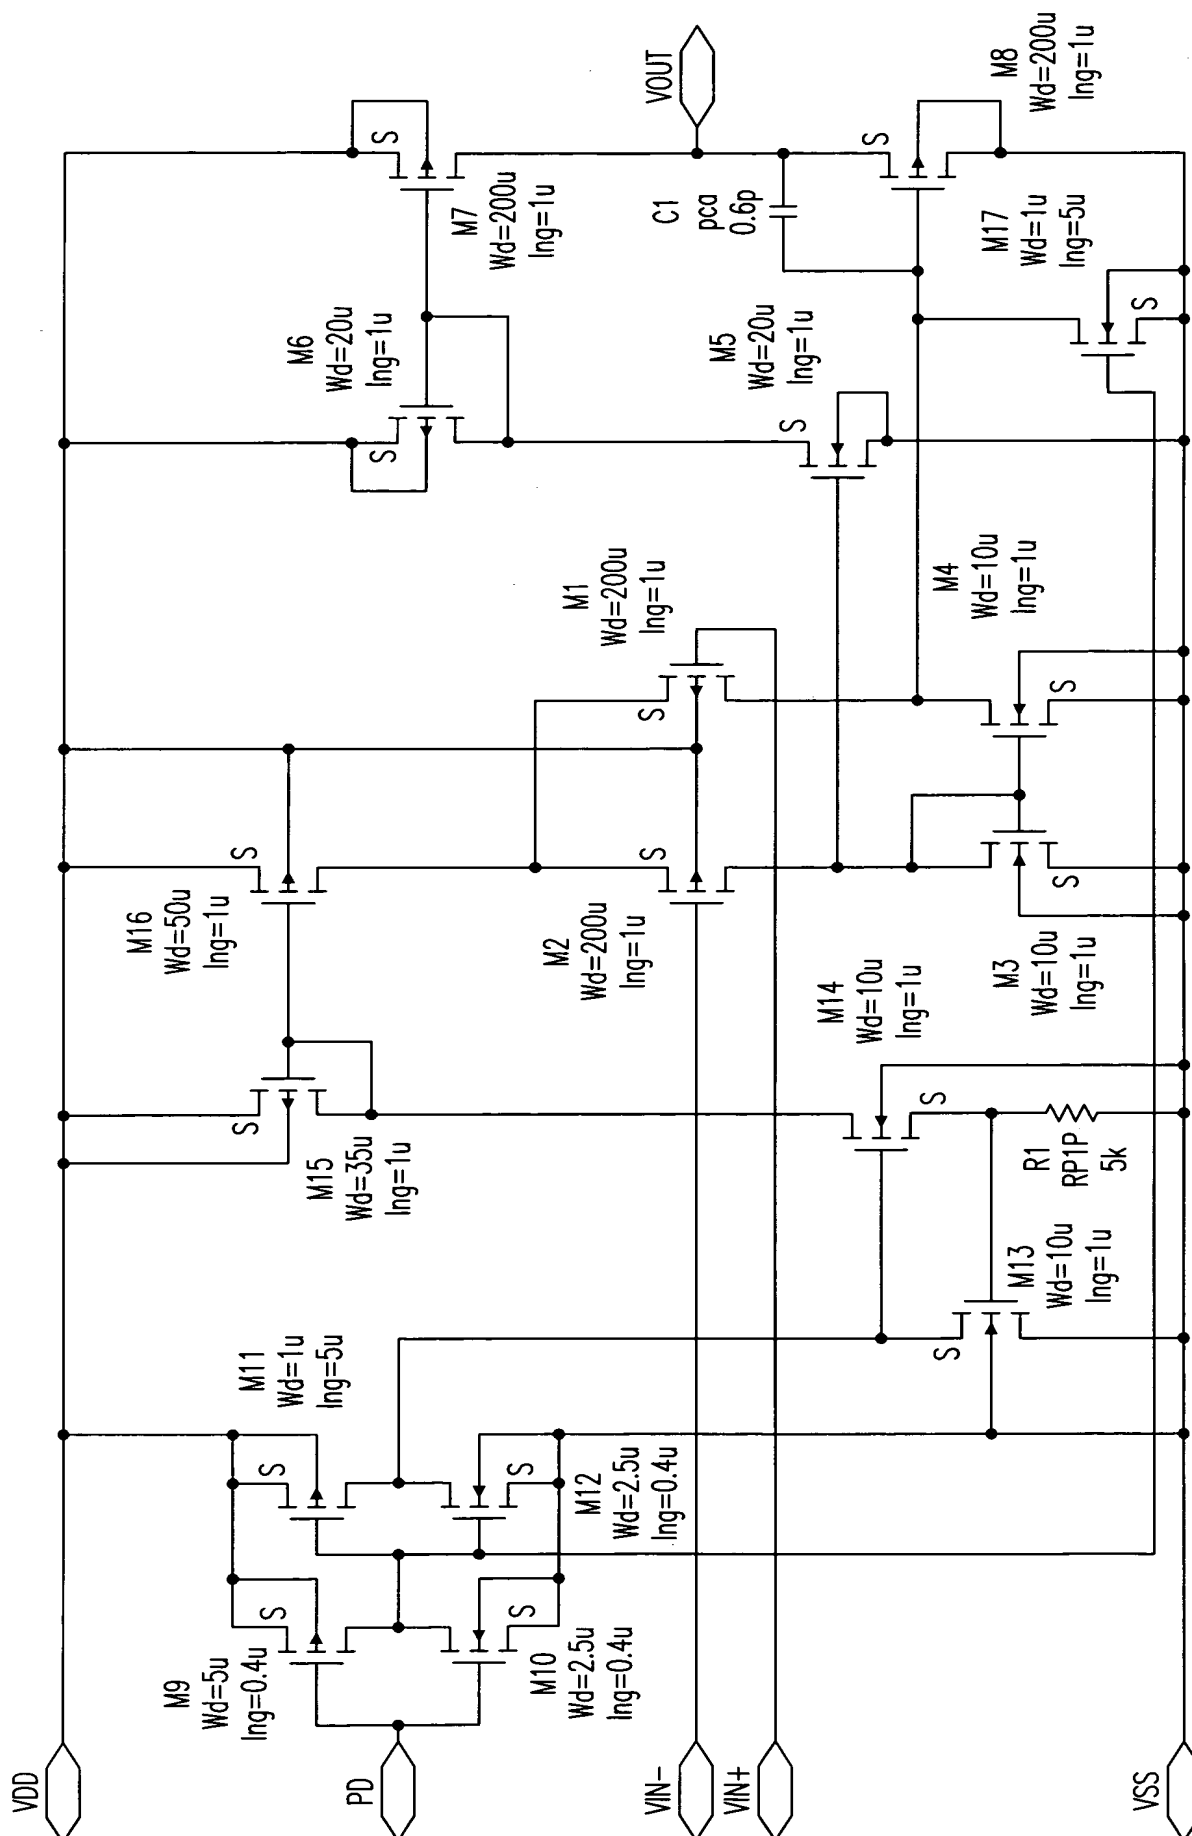 VDD
PD
VIN-
VIN+
VSS
M9
Wd=5u
lng=0.4u
S
M10
Wd=2.5u
lng=0.4u
S
M11
Wd=1u
lng=5u
S
M12
Wd=2.5u
lng=0.4u
S
M13
Wd=10u
lng=1u
S
R1
RP1P
5k
M15
Wd=35u
lng=1u
S
M14
Wd=10u
lng=1u
S
M16
Wd=50u
lng=1u
S
M2
Wd=200u
lng=1u
S
M3
Wd=10u
lng=1u
S
M1
Wd=200u
lng=1u
S
M4
Wd=10u
lng=1u
S
M6
Wd=20u
lng=1u
S
M5
Wd=20u
lng=1u
S
M7
Wd=200u
lng=1u
S
C1
pca
0.6p
M17
Wd=1u
lng=5u
S
VOUT
M8
Wd=200u
lng=1u
S